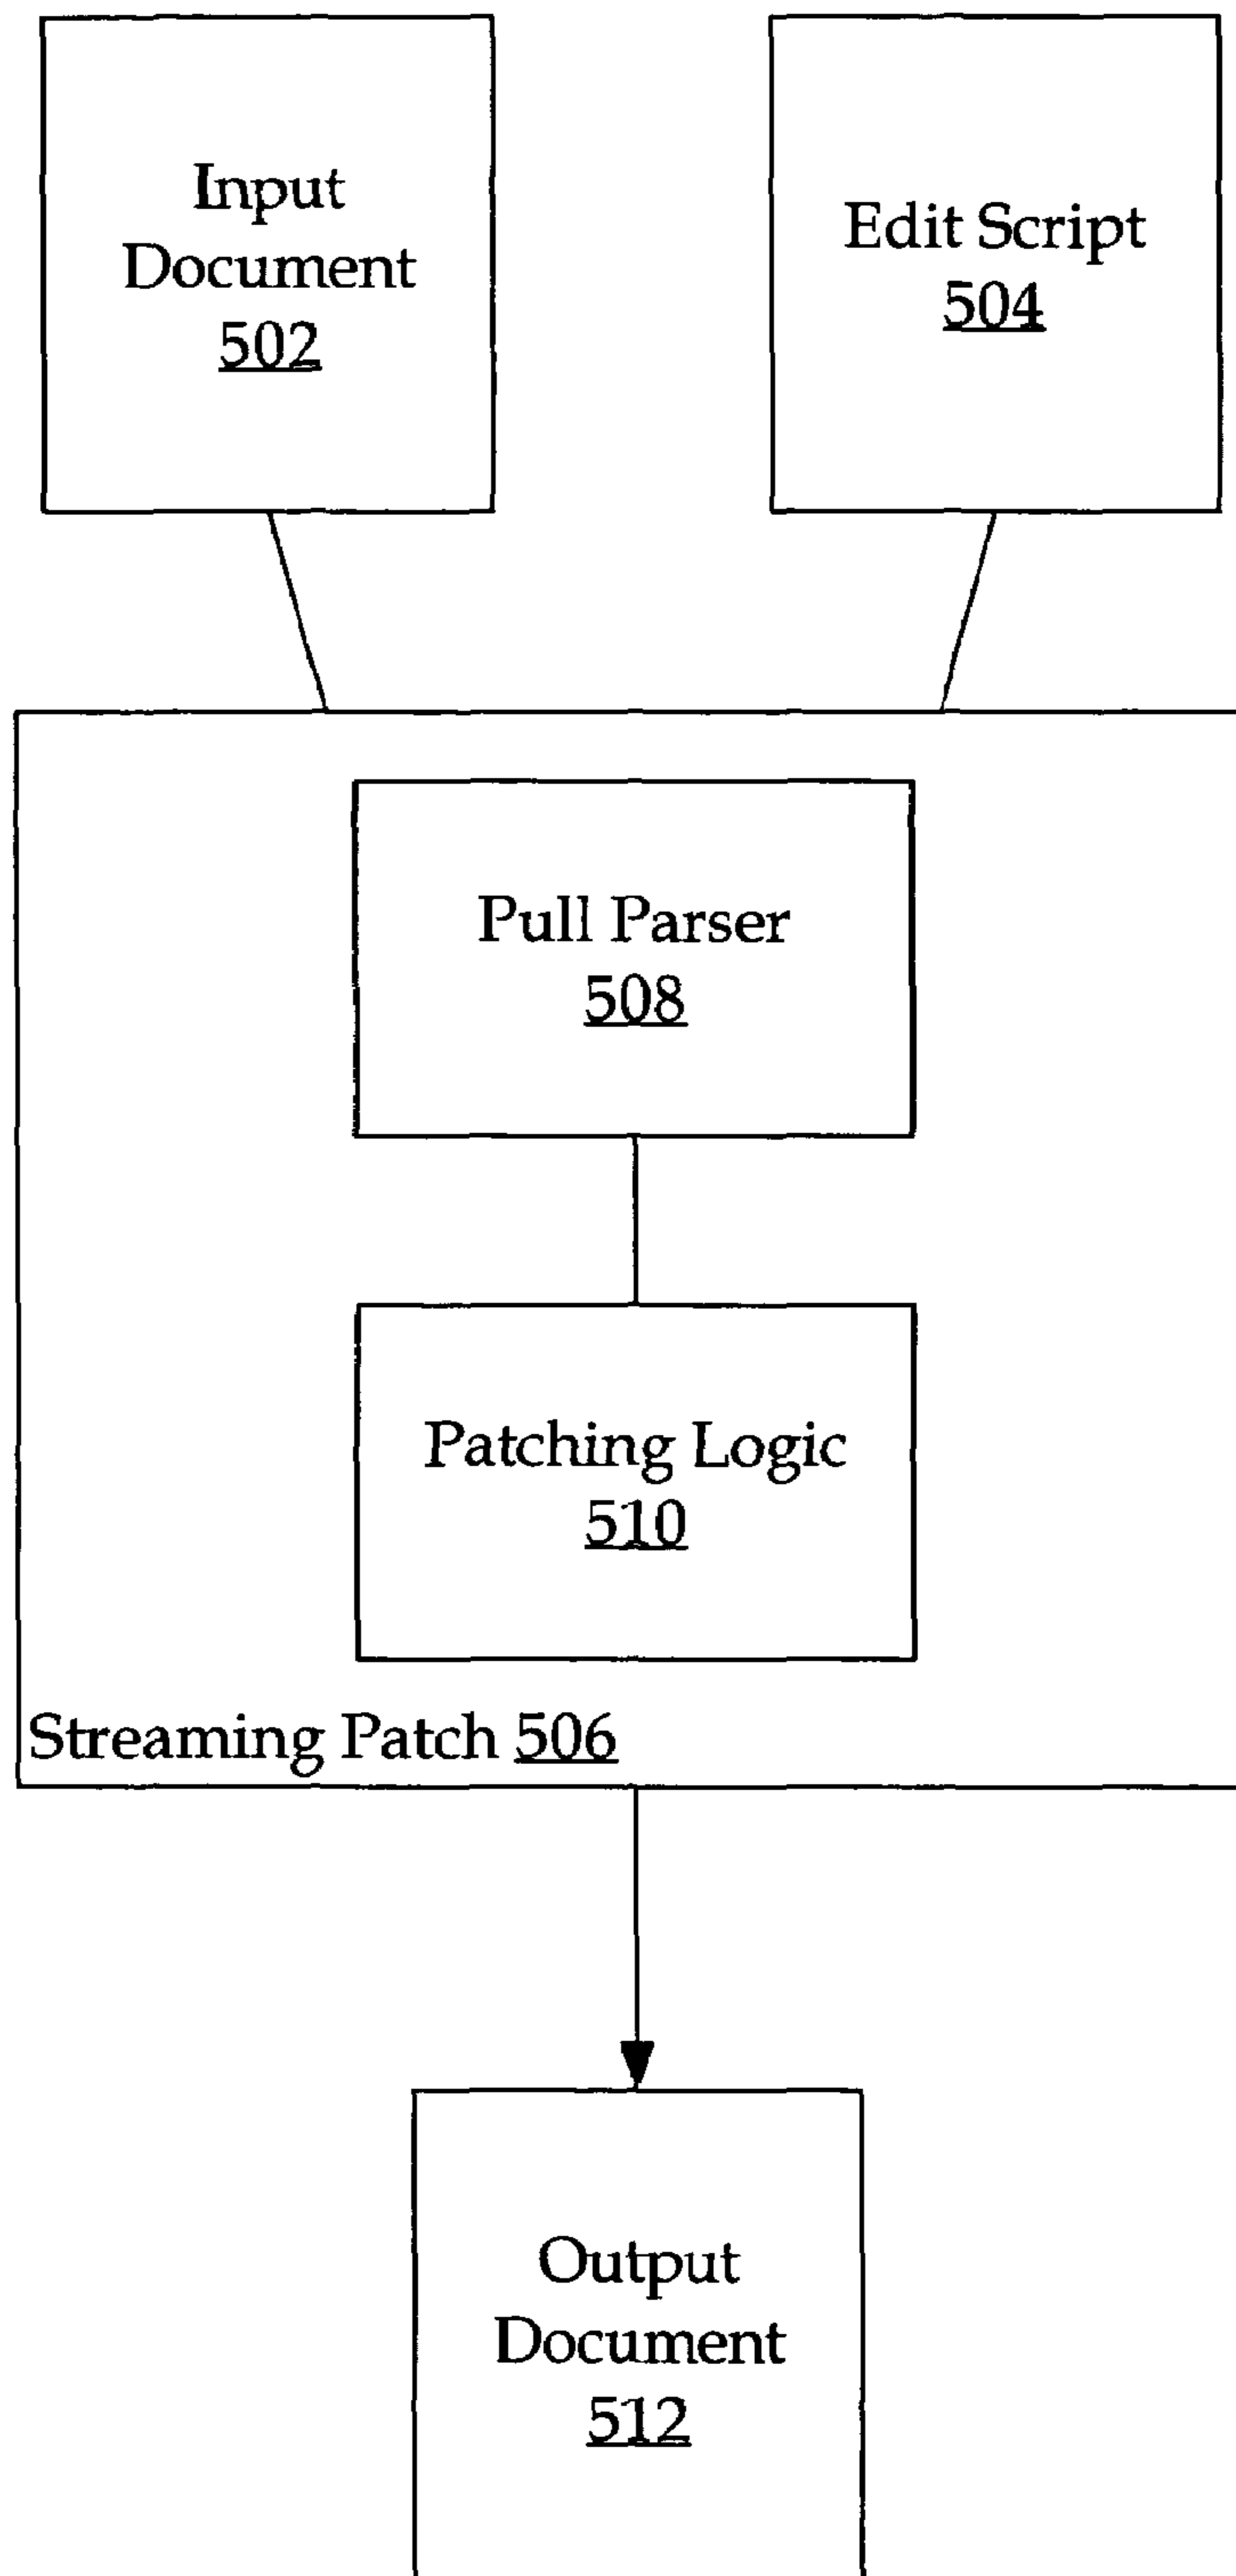 Input
Document
502
Edit Script
504
Pull Parser
508
Patching Logic
510
Streaming Patch 506
Output
Document
512